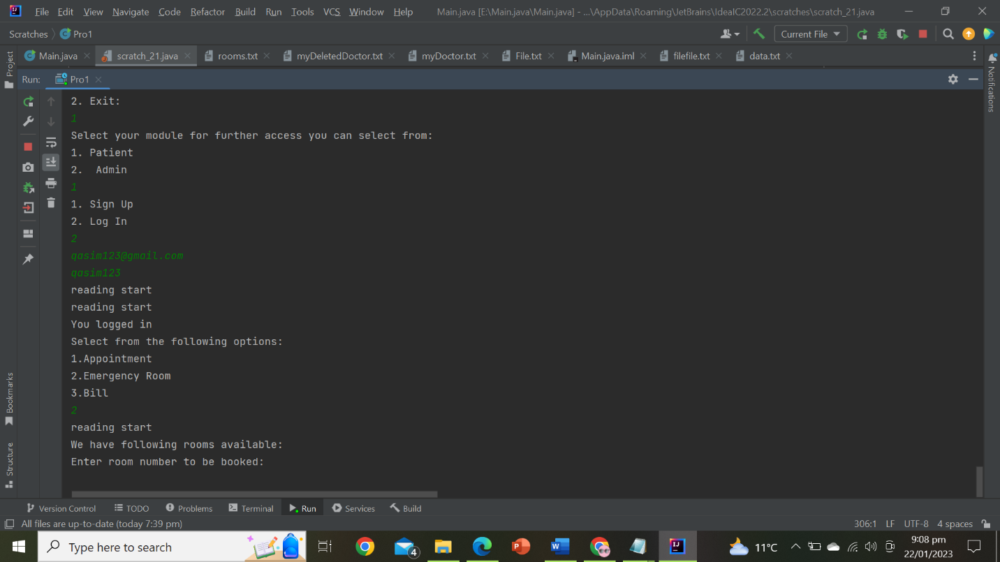 File Edit View Navigate Code Refactor Build Run Tools VCS Window Help Main.java [E:\Main.java\Main.java] - ...\AppData\Roaming\JetBrains\IdeaIC2022.2\scratches\scratch_21.java
Scratches Pro1 Current File
Project
Main.java scratch_21.java rooms.txt myDeletedDoctor.txt myDoctor.txt File.txt Main.java.iml filefile.txt data.txt
Notifications
Run: Pro1
2. Exit:
1
Select your module for further access you can select from:
1. Patient
2.  Admin
1
1. Sign Up
2. Log In
2
qasim123@gmail.com
qasim123
reading start
reading start
You logged in
Select from the following options:
1.Appointment
2.Emergency Room
3.Bill
2
reading start
We have following rooms available:
Enter room number to be booked:
Bookmarks
Structure
Version Control TODO Problems Terminal Run Services Build
All files are up-to-date (today 7:39 pm) 306:1 LF UTF-8 4 spaces
Type here to search 4 11°C 9:08 pm
22/01/2023